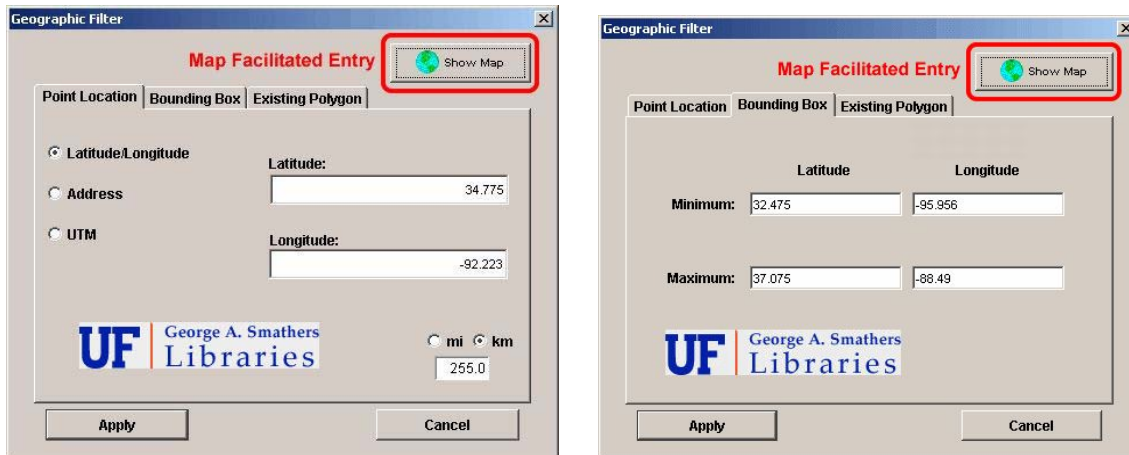 Geographic Filter
Map Facilitated Entry
Show Map
Point Location Bounding Box Existing Polygon
Latitude/Longitude
Address
UTM
Latitude:
34.775
Longitude:
-92.223
UF George A. Smathers
Libraries
mi km
255.0
Apply Cancel
Geographic Filter
Map Facilitated Entry
Show Map
Point Location Bounding Box Existing Polygon
Latitude Longitude
Minimum: 32.475 -95.956
Maximum: 37.075 -88.49
UF George A. Smathers
Libraries
Apply Cancel